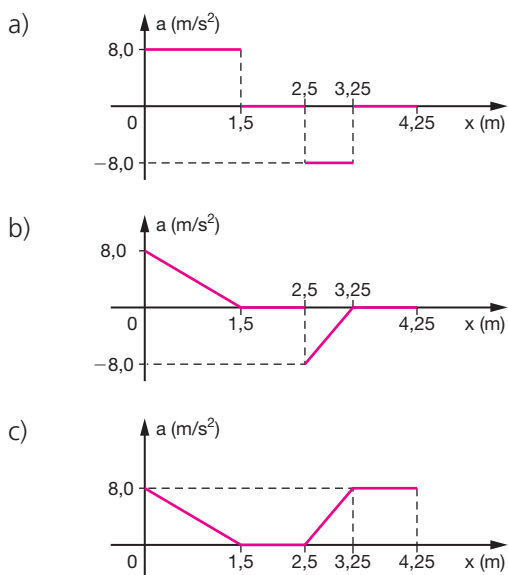 a)
a (m/s²)
8,0
2,5 3,25
0 1,5 4,25 x (m)
−8,0
b)
a (m/s²)
8,0
2,5 3,25
0 1,5 4,25 x (m)
−8,0
c)
a (m/s²)
8,0
0 1,5 2,5 3,25 4,25 x (m)